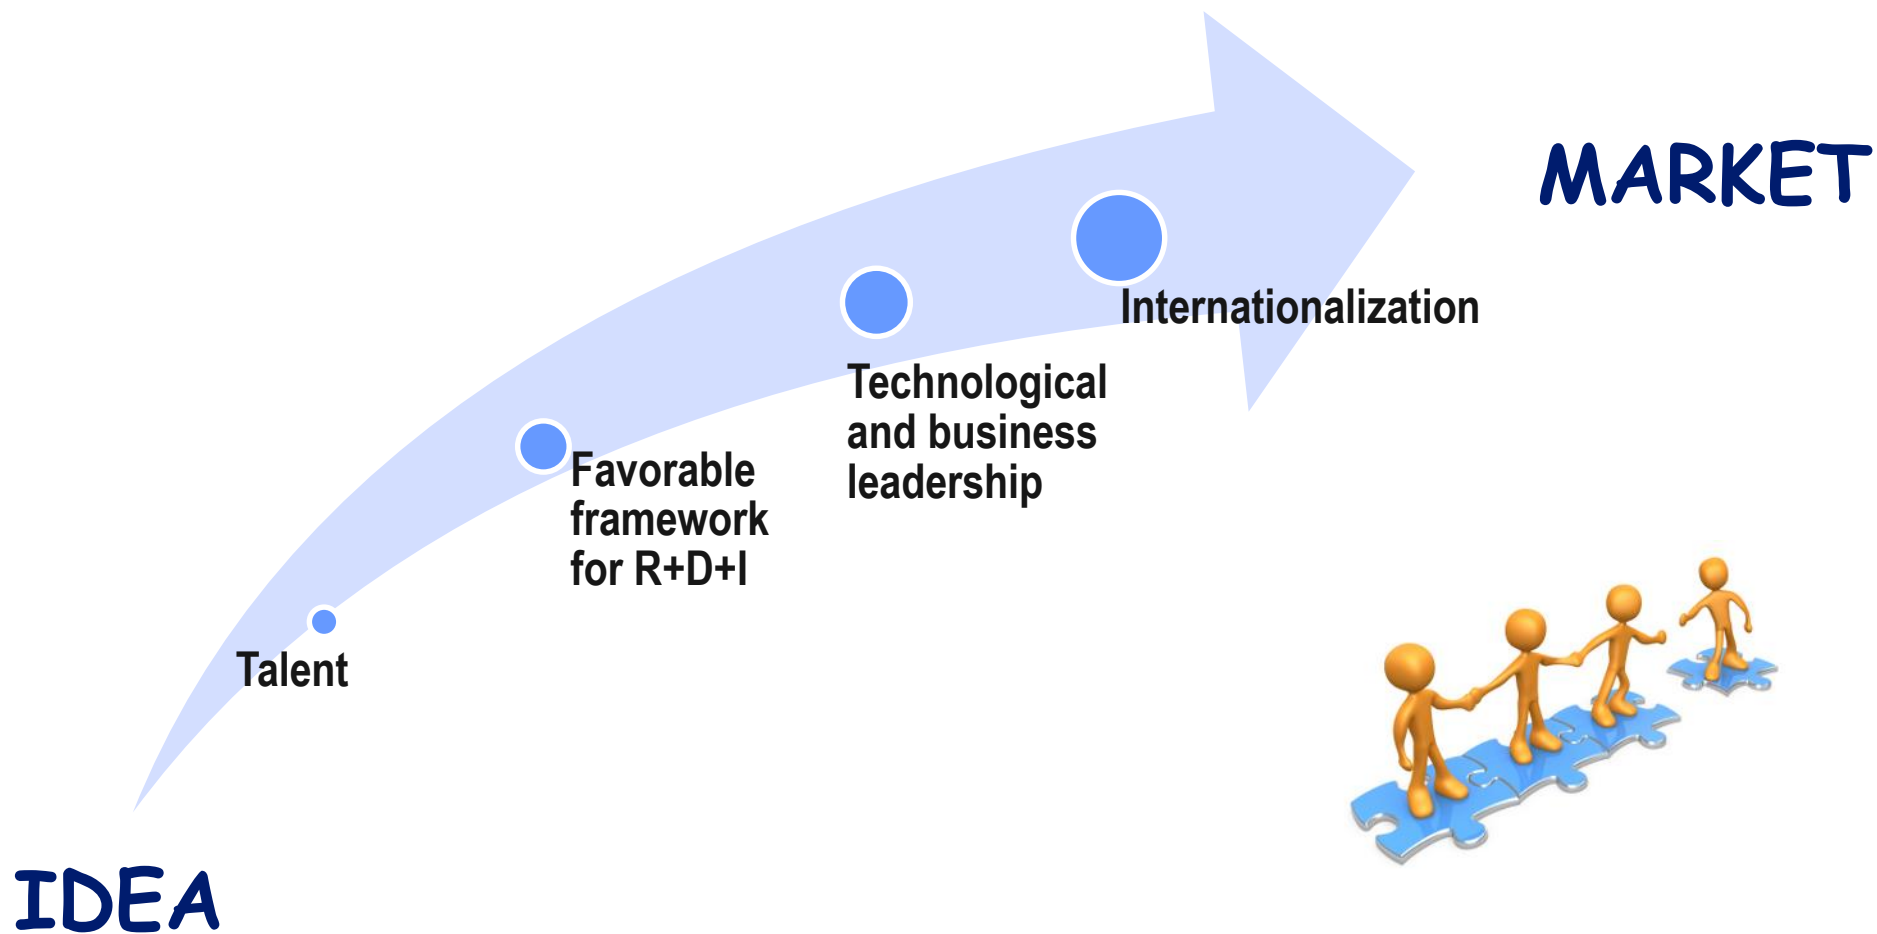 MARKET
Internationalization
Technological
and business
leadership
Favorable
framework
for R+D+I
Talent
IDEA